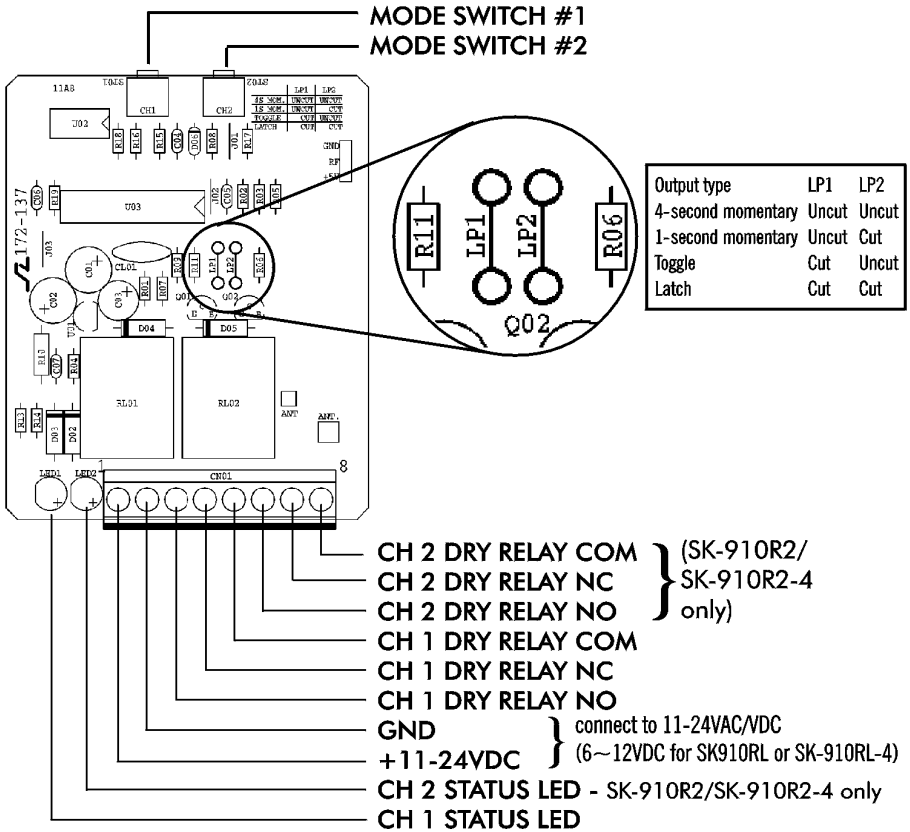 MODE SWITCH #1
MODE SWITCH #2
11A8
CH1
CH2
LP1 LP2
4S MOM. UNCUT UNCUT
1S MOM. UNCUT CUT
TOGGLE CUT UNCUT
LATCH CUT CUT
U02
R18
R16
R15
C04
D06
R08
J01
R17
GND
RF
+5V
172-137
C06
R19
U03
J02
C05
R02
R03
R05
J03
C01
CL01
R09
R11
LP1
LP2
R06
C02
C03
R01
R07
Q01
Q02
U01
D04
D05
R10
C07
R04
RL01
RL02
ANT
ANT.
R13
R14
D03
D02
LED1
LED2
1
CN01
8
R11
LP1
LP2
R06
Q02
Output type LP1 LP2
4-second momentary Uncut Uncut
1-second momentary Uncut Cut
Toggle Cut Uncut
Latch Cut Cut
CH 2 DRY RELAY COM
CH 2 DRY RELAY NC
CH 2 DRY RELAY NO
(SK-910R2/
SK-910R2-4
only)
CH 1 DRY RELAY COM
CH 1 DRY RELAY NC
CH 1 DRY RELAY NO
GND
+11-24VDC
connect to 11-24VAC/VDC
(6~12VDC for SK910RL or SK-910RL-4)
CH 2 STATUS LED - SK-910R2/SK-910R2-4 only
CH 1 STATUS LED